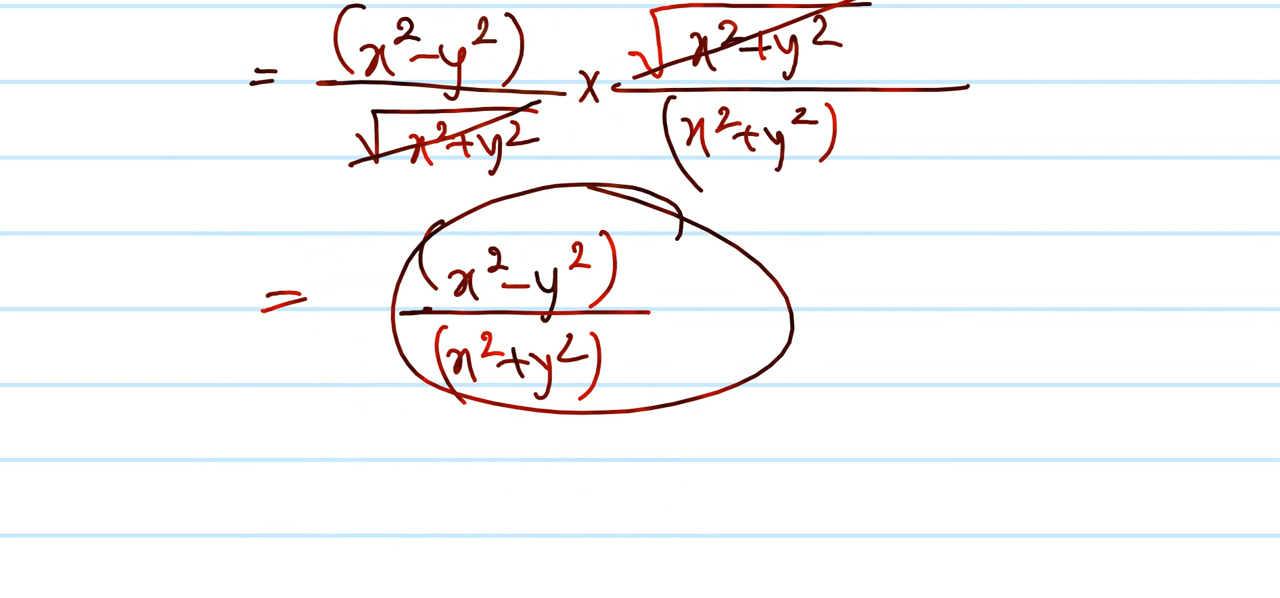 = (x²-y²)/√x²+y² × √x²+y²/(x²+y²)
= (x²-y²)/(x²+y²)